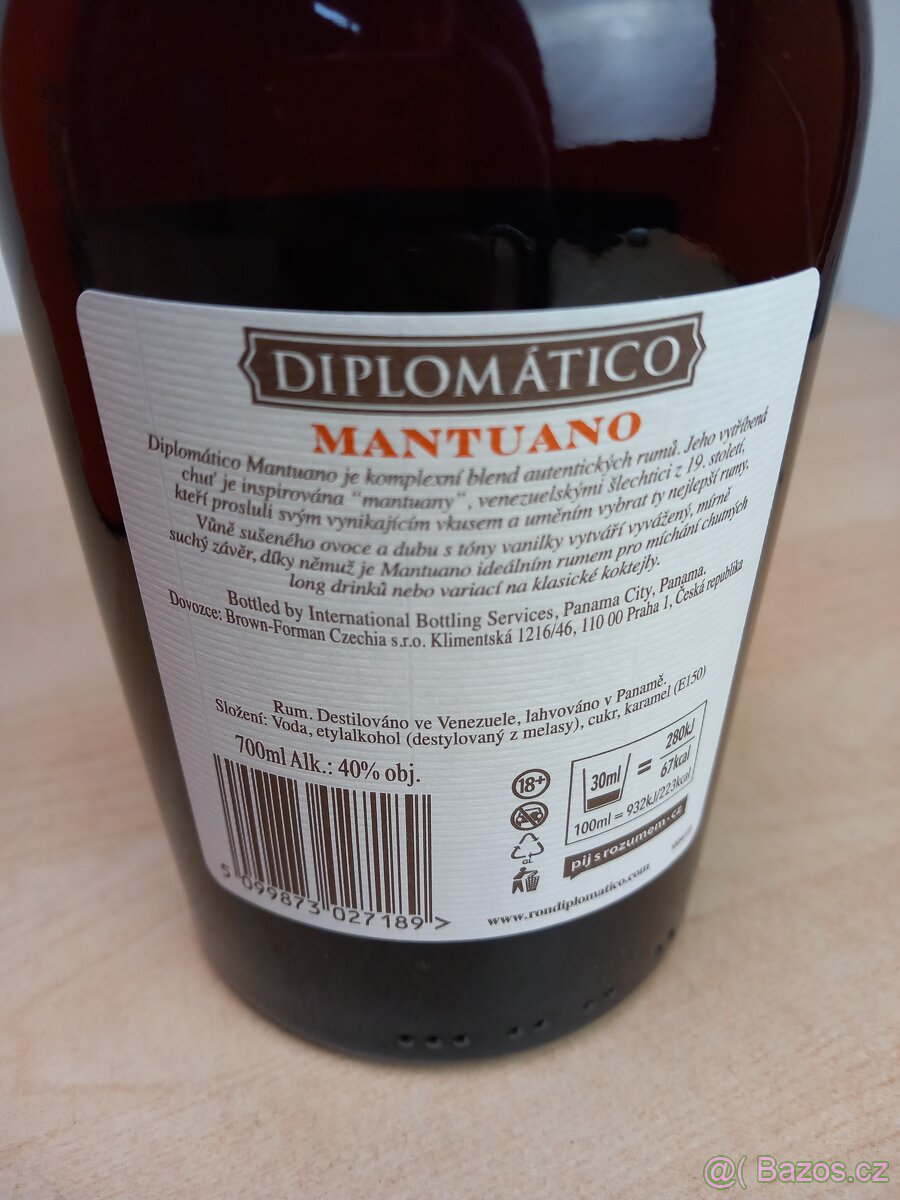 DIPLOMÁTICO
MANTUANO
Diplomático Mantuano je komplexní blend autentických rumů. Jeho vytříbená
chuť je inspirována "mantuany", venezuelskými šlechtici z 19. století,
kteří prosluli svým vynikajícím vkusem a uměním vybrat ty nejlepší rumy.
Vůně sušeného ovoce a dubu s tóny vanilky vytváří vyvážený, mírně
suchý závěr, díky němuž je Mantuano ideálním rumem pro míchání chutných
long drinků nebo variací na klasické koktejly.
Bottled by International Bottling Services, Panama City, Panama.
Dovozce: Brown-Forman Czechia s.r.o. Klimentská 1216/46, 110 00 Praha 1, Česká republika
Rum. Destilováno ve Venezuele, lahvováno v Panamě.
Složení: Voda, etylalkohol (destylovaný z melasy), cukr, karamel (E150)
700ml Alk.: 40% obj.
18+
30ml = 280kJ
67kcal
100ml = 932kJ/223kcal
GL
pijsrozumem.cz
www.rondiplomatico.com
5 099873 027189 >
@( Bazos.cz